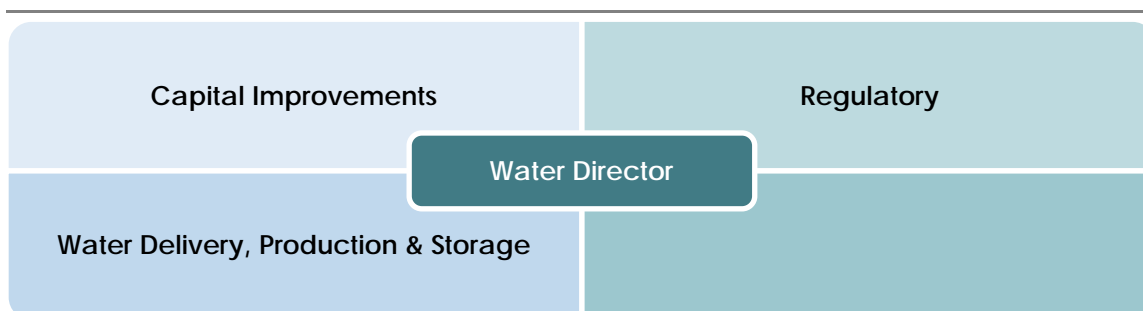 Capital Improvements
Regulatory
Water Director
Water Delivery, Production & Storage